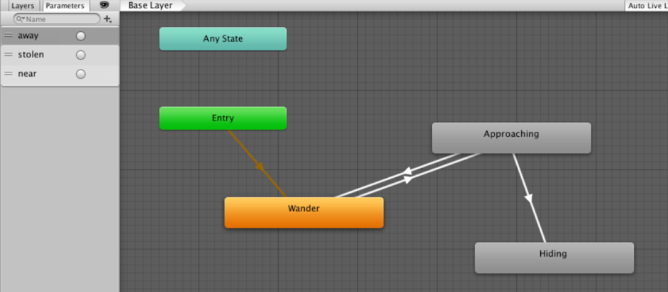 Layers Parameters Base Layer Auto Live L
Name
away
stolen
near
Any State
Entry
Approaching
Wander
Hiding